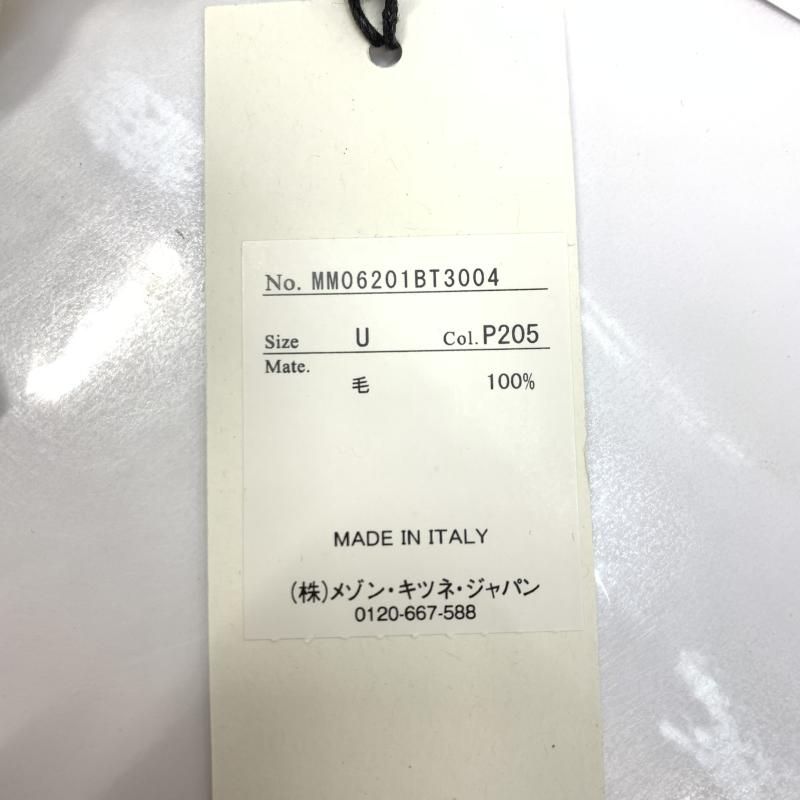 No. MM06201BT3004
Size U Col. P205
Mate.
毛 100%
MADE IN ITALY
(株)メゾン・キツネ・ジャパン
0120-667-588